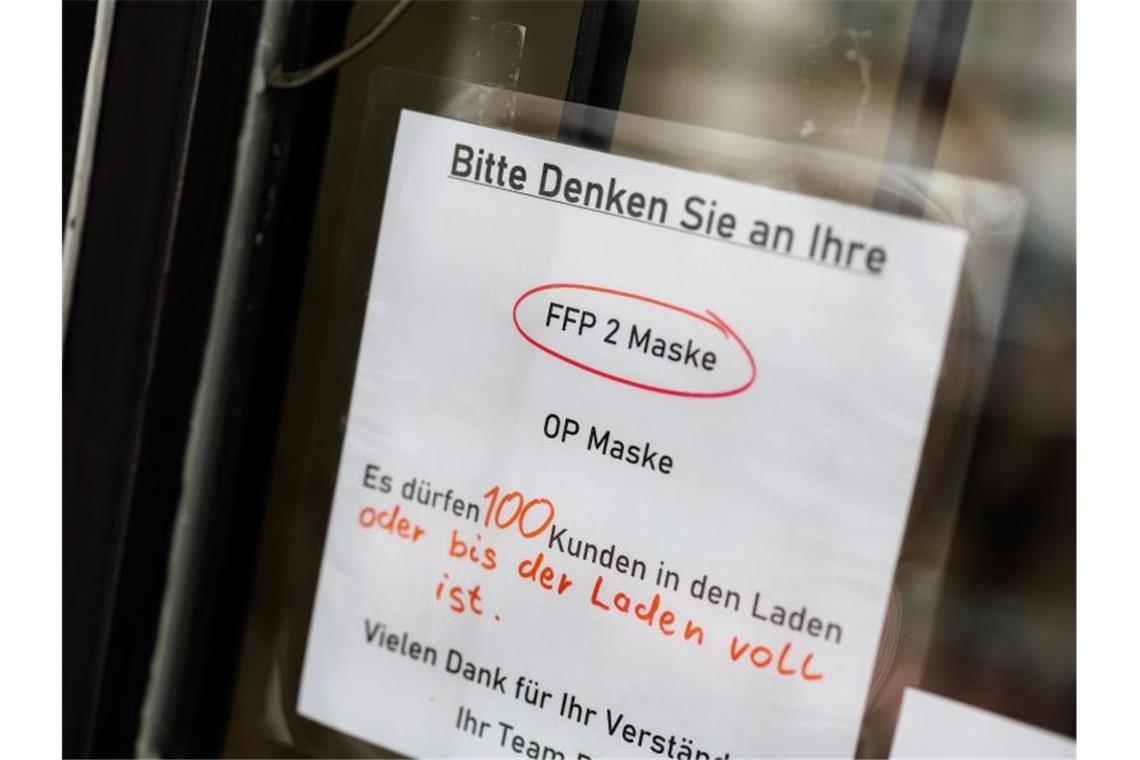 Bitte Denken Sie an Ihre
FFP 2 Maske
OP Maske
Es dürfen 100 Kunden in den Laden
oder bis der Laden voll
ist.
Vielen Dank für Ihr Verständ
Ihr Team